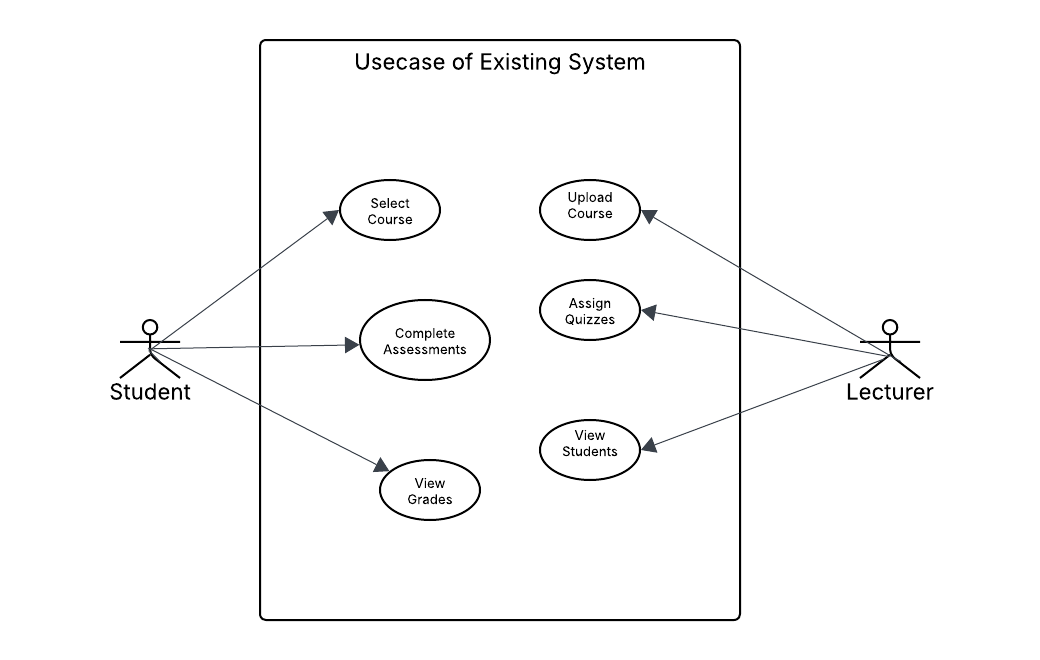 Usecase of Existing System
Select
Course
Upload
Course
Assign
Quizzes
Complete
Assessments
Student
Lecturer
View
Students
View
Grades